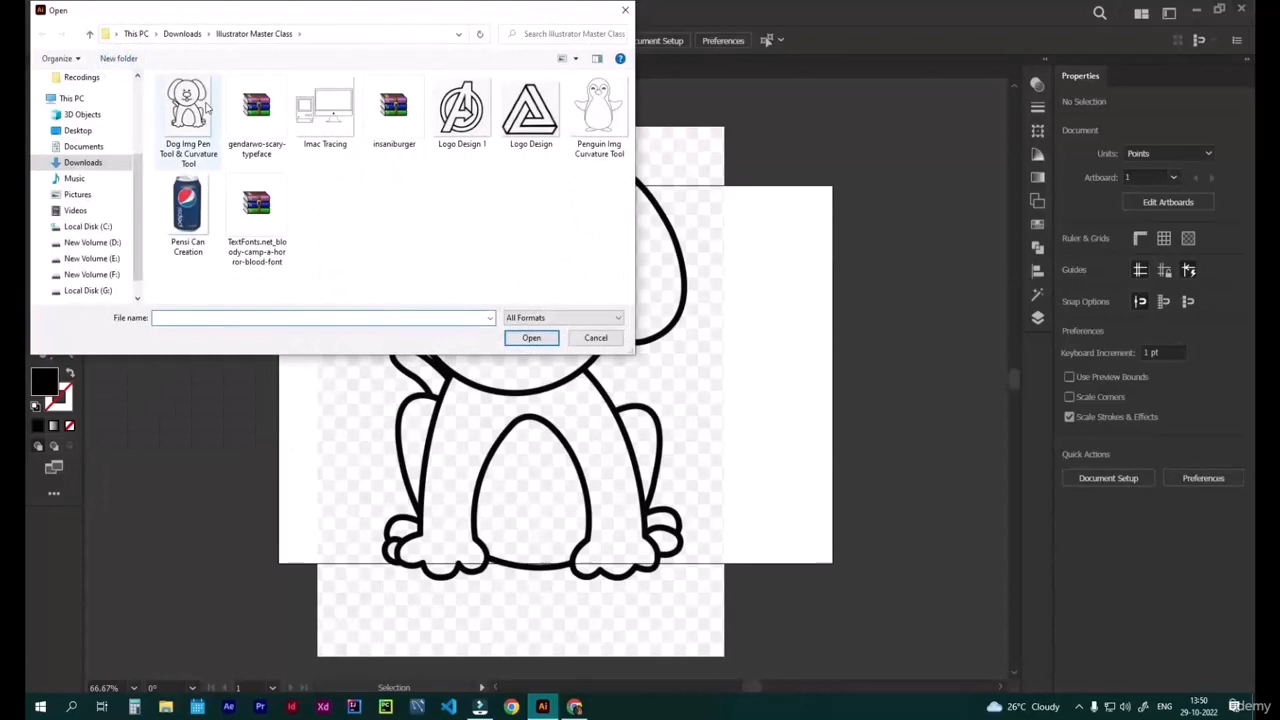 Open
This PC
Downloads
Illustrator Master Class
Search Illustrator Master Class
Organize
New folder
Recodings
This PC
3D Objects
Desktop
Documents
Downloads
Music
Pictures
Videos
Local Disk (C:)
New Volume (D:)
New Volume (E:)
New Volume (F:)
Local Disk (G:)
Dog Img Pen
Tool & Curvature
Tool
gendarwo-scary-
typeface
Imac Tracing
insaniburger
Logo Design 1
Logo Design
Penguin Img
Curvature Tool
Pensi Can
Creation
TextFonts.net_blo
ody-camp-a-hor
ror-blood-font
File name:
All Formats
Open
Cancel
Preferences
Properties
No Selection
Document
Units:
Points
Artboard:
1
Edit Artboards
Ruler & Grids
Guides
Snap Options
Preferences
Keyboard Increment:
1 pt
Use Preview Bounds
Scale Corners
Scale Strokes & Effects
Quick Actions
Document Setup
Preferences
66.67%
0°
1
Selection
26°C Cloudy
ENG
13:50
29-10-2022